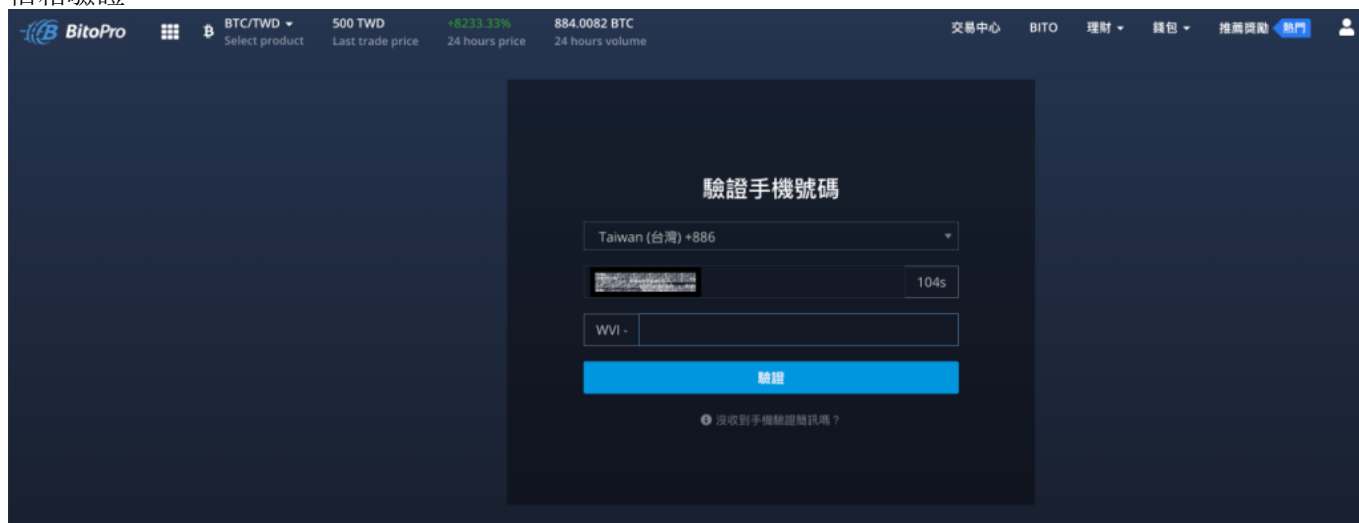 BitoPro BTC/TWD 500 TWD +8233.33% 884.0082 BTC 交易中心 BITO 理財 錢包 推薦獎勵 熱門
Select product Last trade price 24 hours price 24 hours volume
驗證手機號碼
Taiwan (台灣) +886
104s
WVI -
驗證
沒收到手機驗證簡訊嗎？